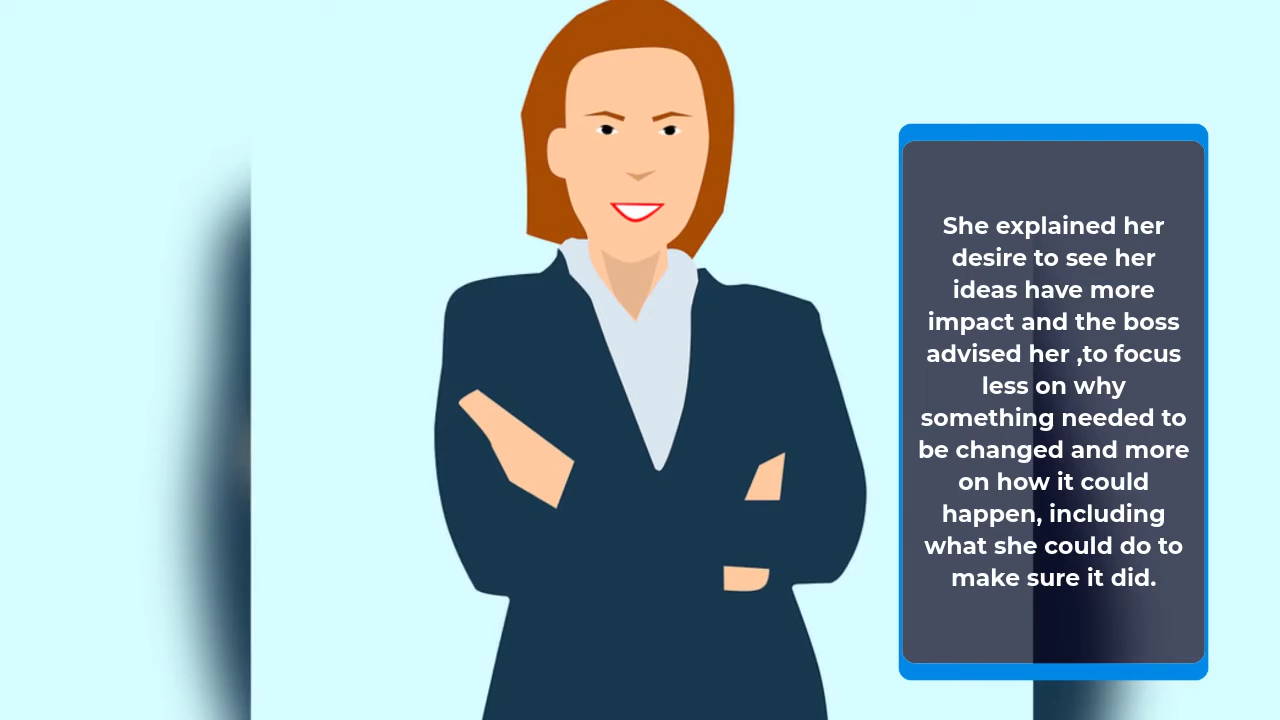 She explained her
desire to see her
ideas have more
impact and the boss
advised her ,to focus
less on why
something needed to
be changed and more
on how it could
happen, including
what she could do to
make sure it did.